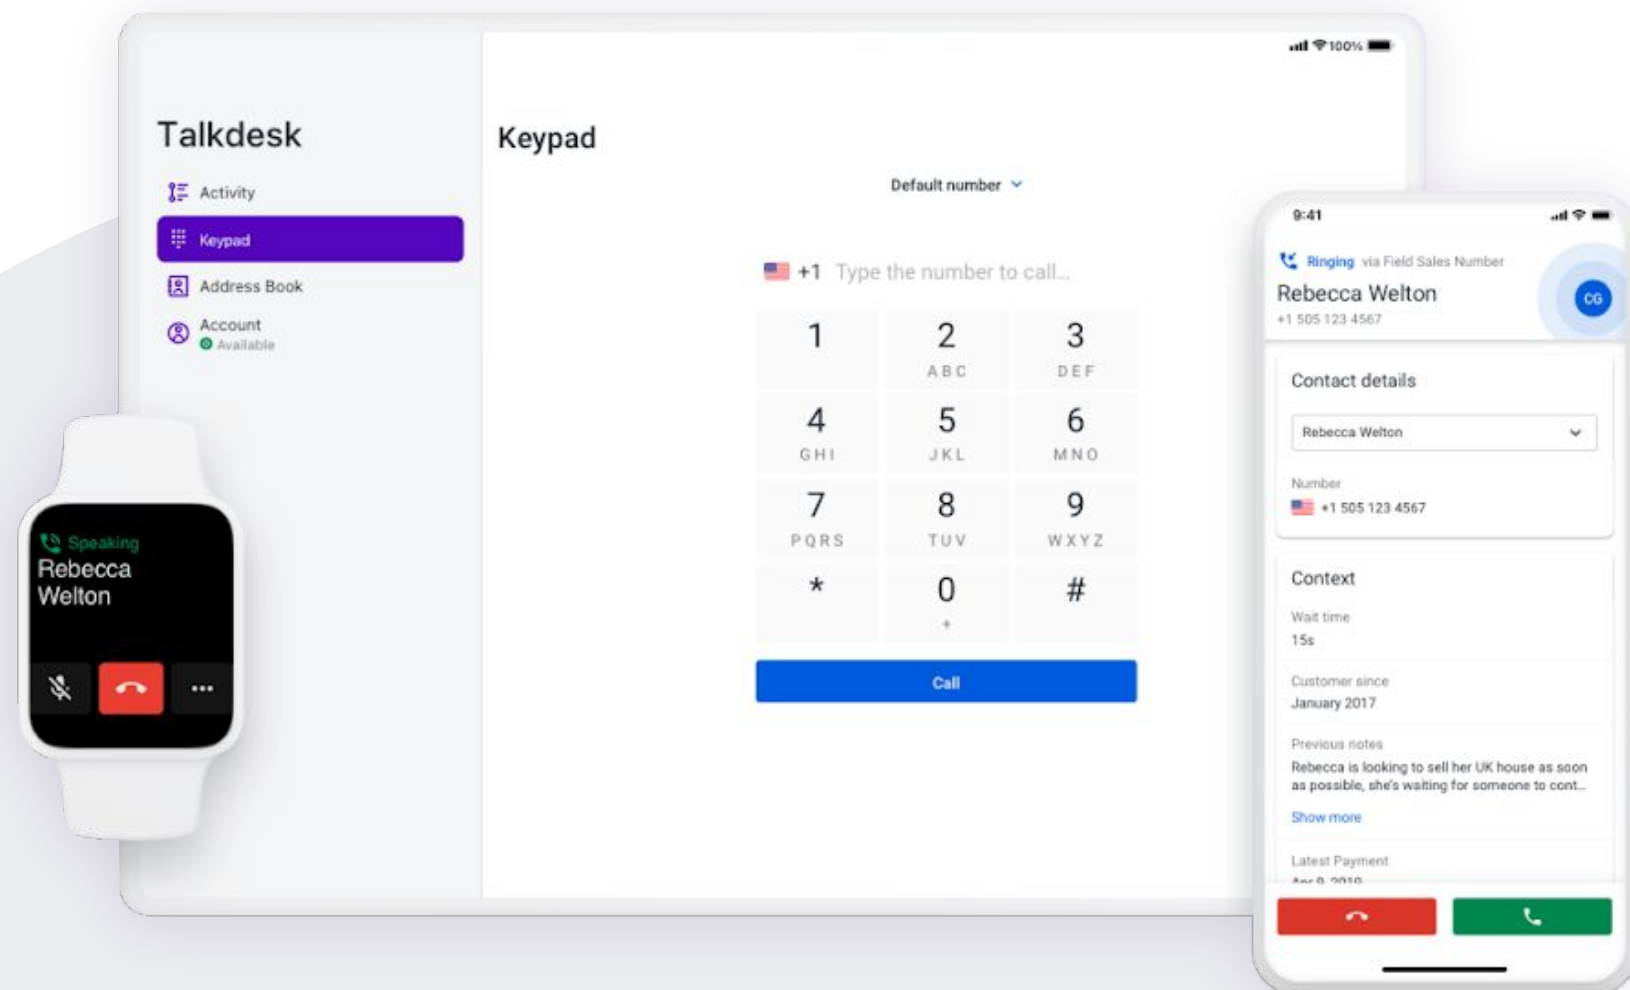 100%
Talkdesk
Activity
Keypad
Address Book
Account
Available
Keypad
Default number
+1 Type the number to call...
1 2 3
ABC DEF
4 5 6
GHI JKL MNO
7 8 9
PQRS TUV WXYZ
* 0 #
+
Call
Speaking
Rebecca
Welton
9:41
Ringing via Field Sales Number
Rebecca Welton
+1 505 123 4567
CG
Contact details
Rebecca Welton
Number
+1 505 123 4567
Context
Wait time
15s
Customer since
January 2017
Previous notes
Rebecca is looking to sell her UK house as soon
as possible, she's waiting for someone to cont...
Show more
Latest Payment
Apr 9, 2019